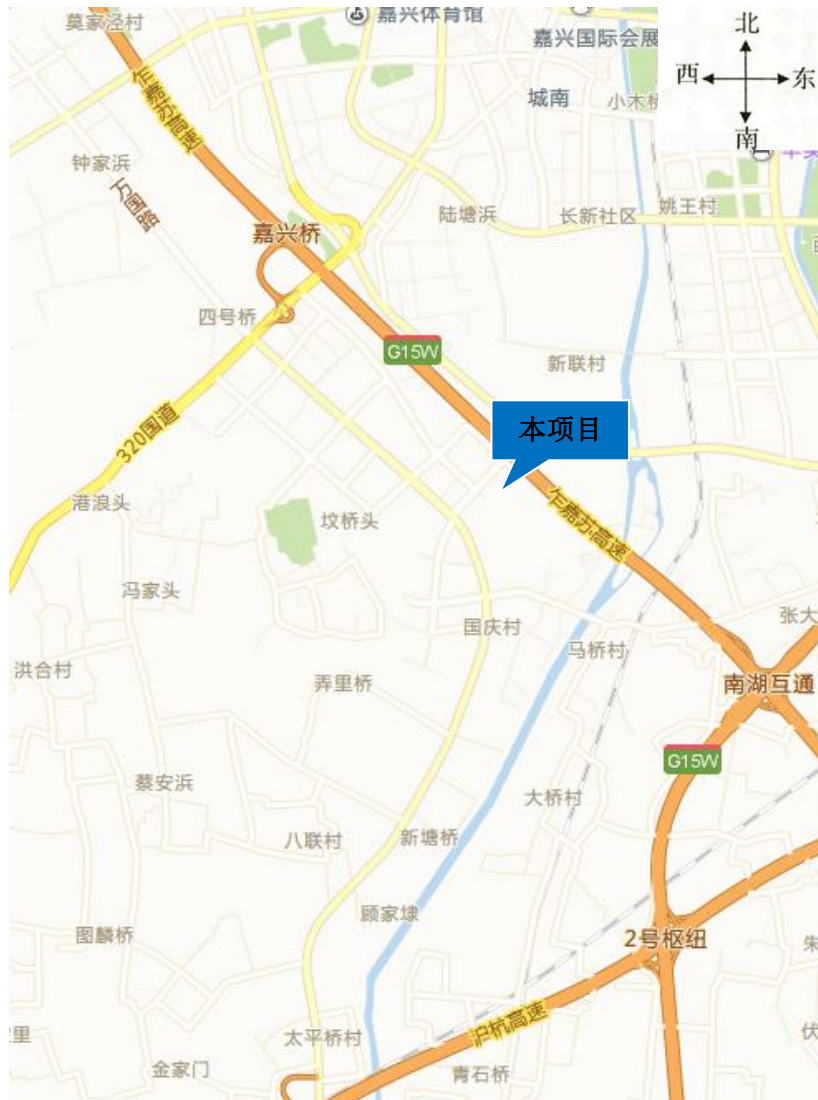 莫家泾村
嘉兴体育馆
嘉兴国际会展
北
西
东
南
城南
小木桥
乍嘉苏高速
钟家浜
万国路
陆塘浜
长新社区
姚王村
嘉兴桥
四号桥
G15W
新联村
本项目
320国道
港浪头
坟桥头
乍嘉苏高速
冯家头
国庆村
张大
马桥村
洪合村
弄里桥
南湖互通
G15W
蔡安浜
大桥村
八联村
新塘桥
顾家埭
图麟桥
2号枢纽
朱
里
太平桥村
沪杭高速
伏
金家门
青石桥